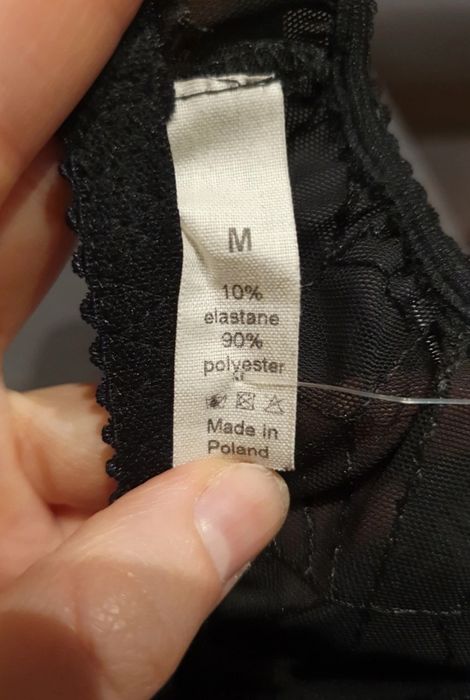 M
10%
elastane
90%
polyester
Made in
Poland